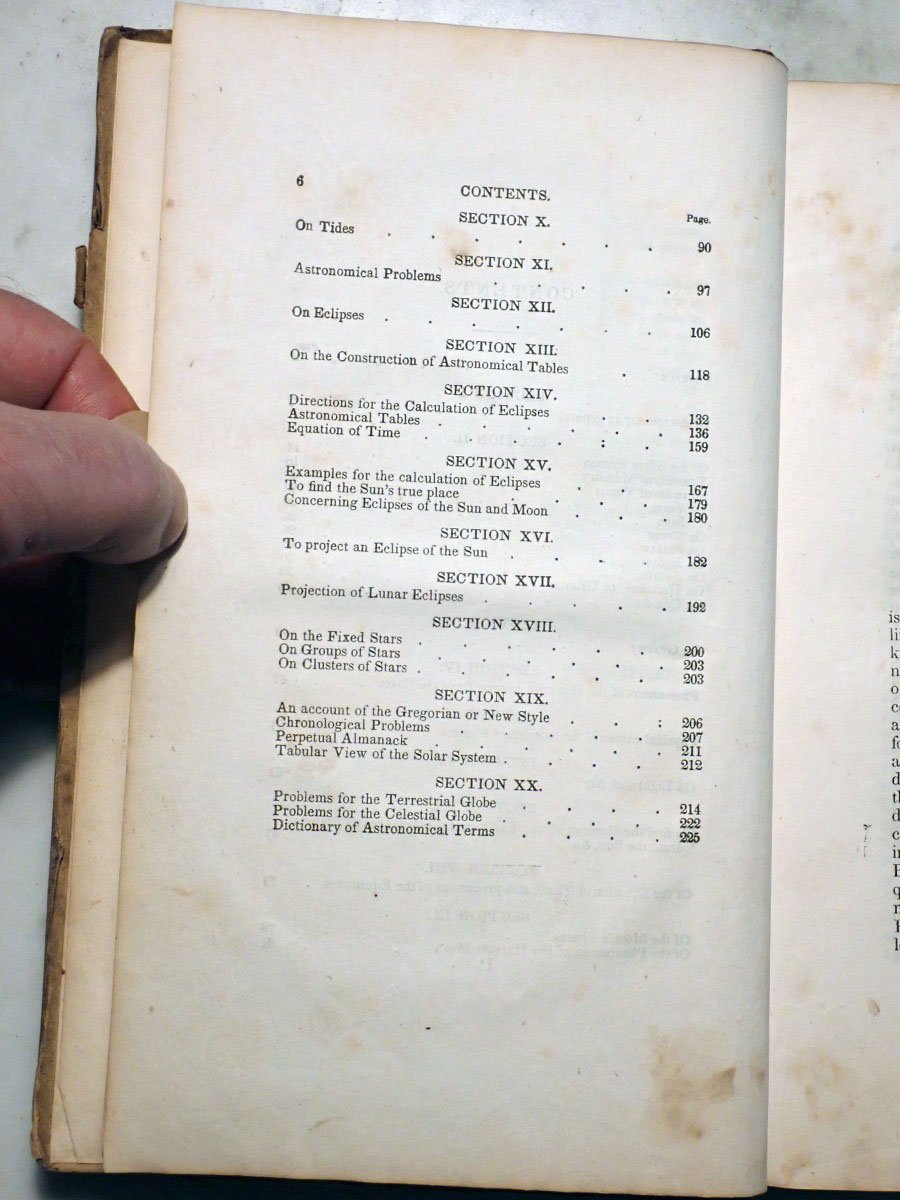 6
CONTENTS.
SECTION X.
Page.
On Tides . . . . . . . 90
SECTION XI.
Astronomical Problems . . . 97
SECTION XII.
On Eclipses . . . . . . . 106
SECTION XIII.
On the Construction of Astronomical Tables . 118
SECTION XIV.
Directions for the Calculation of Eclipses . . 132
Astronomical Tables . . . . . . 136
Equation of Time . . : . 159
SECTION XV.
Examples for the calculation of Eclipses . . 167
To find the Sun's true place . . . . 179
Concerning Eclipses of the Sun and Moon . . . 180
SECTION XVI.
To project an Eclipse of the Sun . . . . 182
SECTION XVII.
Projection of Lunar Eclipses . . . . . 192
SECTION XVIII.
On the Fixed Stars . . . . . . 200
On Groups of Stars . . . . . . 203
On Clusters of Stars . . . . . . 203
SECTION XIX.
An account of the Gregorian or New Style . . : 206
Chronological Problems . . . . . 207
Perpetual Almanack . . . . . . 211
Tabular View of the Solar System . . . . 212
SECTION XX.
Problems for the Terrestrial Globe . . . . 214
Problems for the Celestial Globe . . . . 222
Dictionary of Astronomical Terms . . . . 225